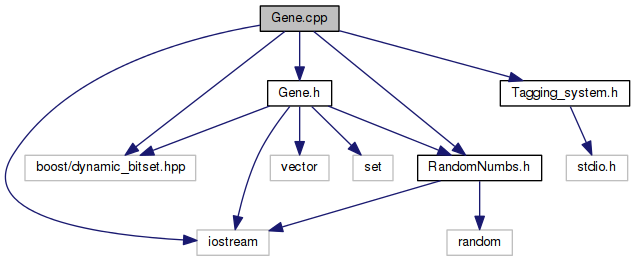 Gene.cpp
Gene.h
Tagging_system.h
boost/dynamic_bitset.hpp
vector
set
RandomNumbs.h
stdio.h
iostream
random